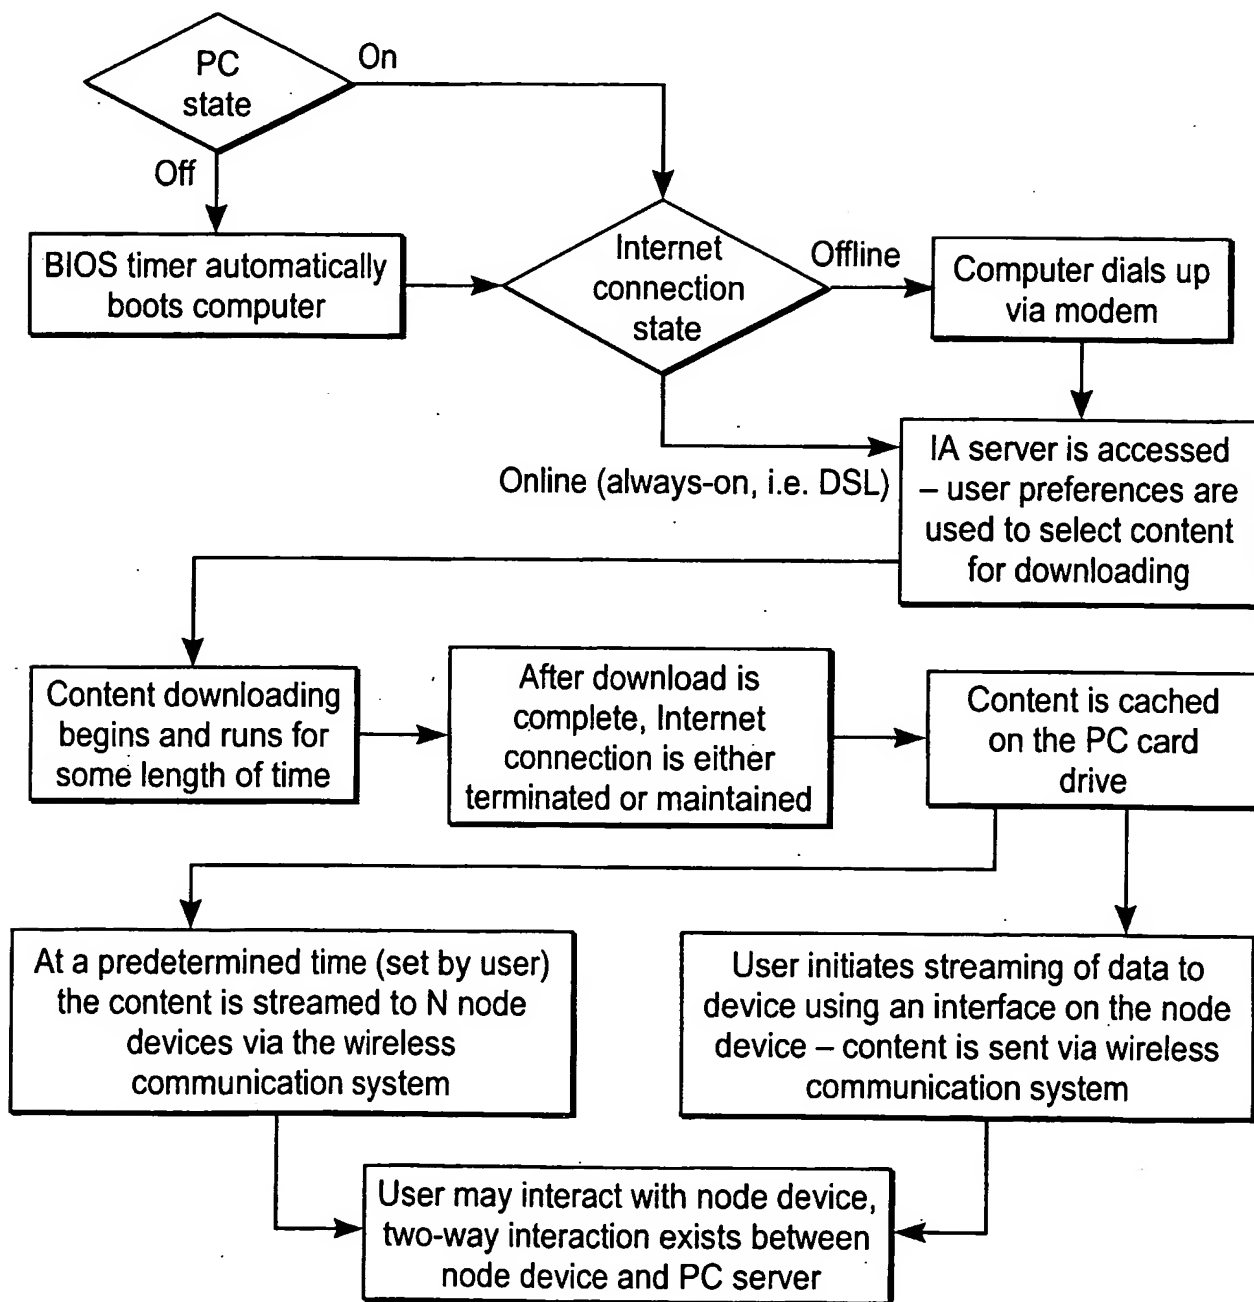 PC
state
On
Off
BIOS timer automatically
boots computer
Internet
connection
state
Offline
Computer dials up
via modem
Online (always-on, i.e. DSL)
IA server is accessed
– user preferences are
used to select content
for downloading
Content downloading
begins and runs for
some length of time
After download is
complete, Internet
connection is either
terminated or maintained
Content is cached
on the PC card
drive
At a predetermined time (set by user)
the content is streamed to N node
devices via the wireless
communication system
User initiates streaming of data to
device using an interface on the node
device – content is sent via wireless
communication system
User may interact with node device,
two-way interaction exists between
node device and PC server